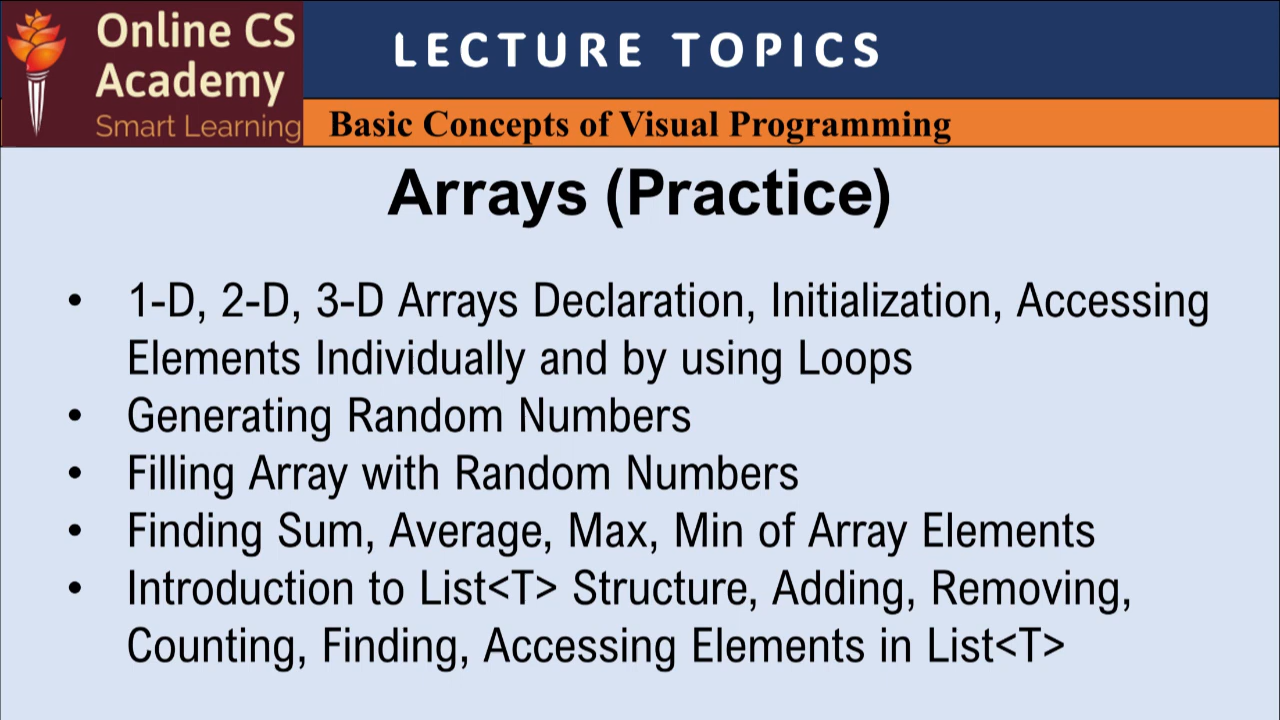 Online CS
Academy
Smart Learning
LECTURE TOPICS
Basic Concepts of Visual Programming
Arrays (Practice)
• 1-D, 2-D, 3-D Arrays Declaration, Initialization, Accessing
Elements Individually and by using Loops
• Generating Random Numbers
• Filling Array with Random Numbers
• Finding Sum, Average, Max, Min of Array Elements
• Introduction to List<T> Structure, Adding, Removing,
Counting, Finding, Accessing Elements in List<T>